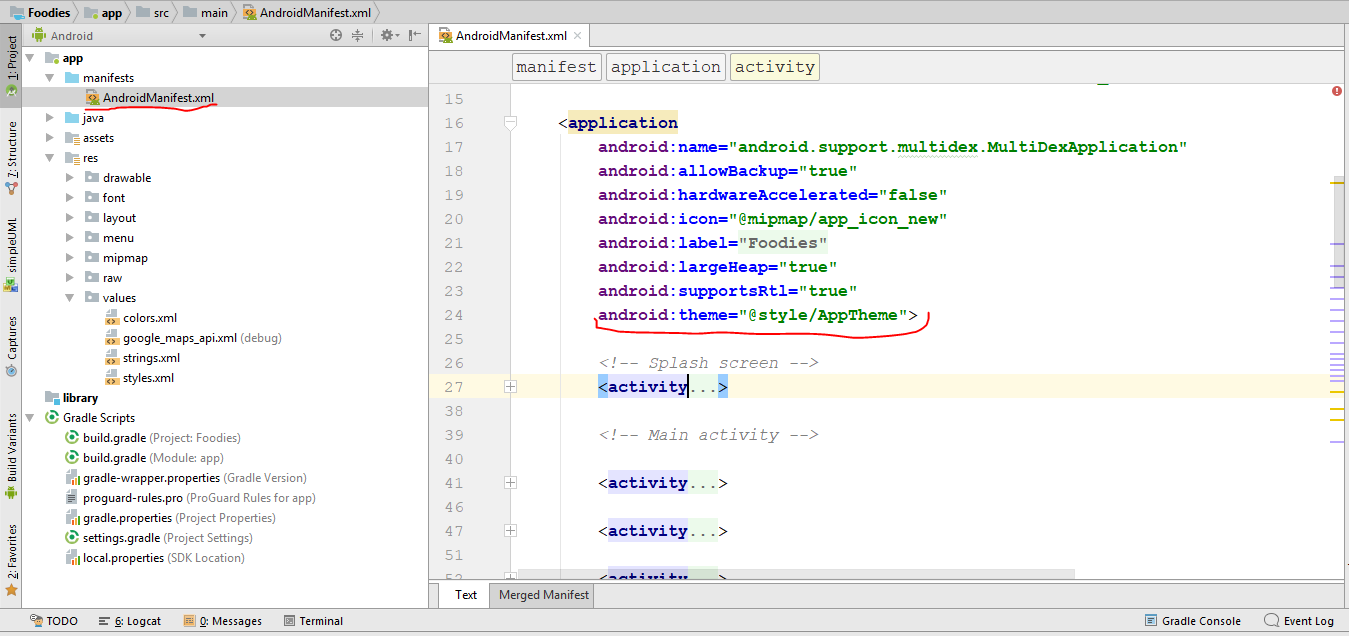 Foodies app src main AndroidManifest.xml
1: Project
7: Structure
simpleUML
Captures
Build Variants
2: Favorites
Android
app
manifests
AndroidManifest.xml
java
assets
res
drawable
font
layout
menu
mipmap
raw
values
colors.xml
google_maps_api.xml (debug)
strings.xml
styles.xml
library
Gradle Scripts
build.gradle (Project: Foodies)
build.gradle (Module: app)
gradle-wrapper.properties (Gradle Version)
proguard-rules.pro (ProGuard Rules for app)
gradle.properties (Project Properties)
settings.gradle (Project Settings)
local.properties (SDK Location)
AndroidManifest.xml
manifest application activity
15
16 <application
17 android:name="android.support.multidex.MultiDexApplication"
18 android:allowBackup="true"
19 android:hardwareAccelerated="false"
20 android:icon="@mipmap/app_icon_new"
21 android:label="Foodies"
22 android:largeHeap="true"
23 android:supportsRtl="true"
24 android:theme="@style/AppTheme">
25
26 <!-- Splash screen -->
27 <activity...>
38
39 <!-- Main activity -->
40
41 <activity...>
46
47 <activity...>
51
52 <activity...>
Text Merged Manifest
TODO 6: Logcat 0: Messages Terminal Gradle Console Event Log